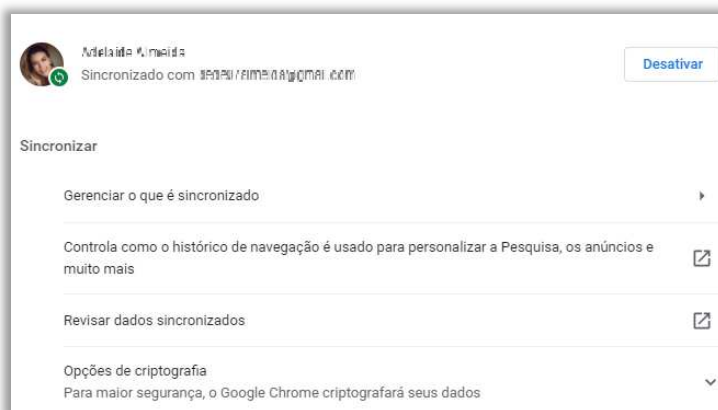 Sincronizado com
Desativar
Sincronizar
Gerenciar o que é sincronizado
Controla como o histórico de navegação é usado para personalizar a Pesquisa, os anúncios e
muito mais
Revisar dados sincronizados
Opções de criptografia
Para maior segurança, o Google Chrome criptografará seus dados